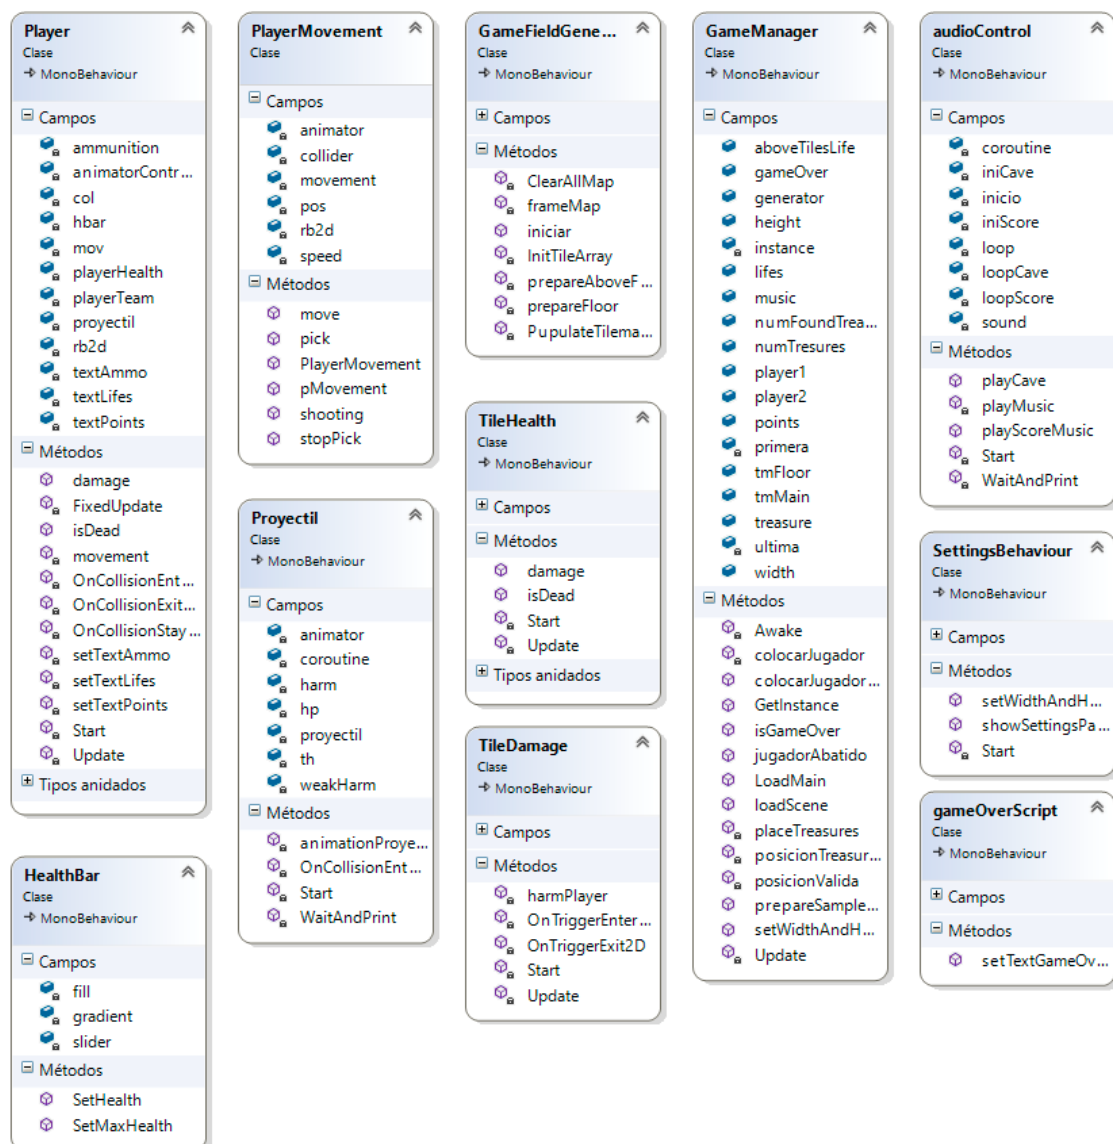 Player
Clase
MonoBehaviour
Campos
ammunition
animatorContr...
col
hbar
mov
playerHealth
playerTeam
proyectil
rb2d
textAmmo
textLifes
textPoints
Métodos
damage
FixedUpdate
isDead
movement
OnCollisionEnt...
OnCollisionExit...
OnCollisionStay...
setTextAmmo
setTextLifes
setTextPoints
Start
Update
Tipos anidados
HealthBar
Clase
MonoBehaviour
Campos
fill
gradient
slider
Métodos
SetHealth
SetMaxHealth
PlayerMovement
Clase
Campos
animator
collider
movement
pos
rb2d
speed
Métodos
move
pick
PlayerMovement
pMovement
shooting
stopPick
Proyectil
Clase
MonoBehaviour
Campos
animator
coroutine
harm
hp
proyectil
th
weakHarm
Métodos
animationProye...
OnCollisionEnt...
Start
WaitAndPrint
GameFieldGene...
Clase
MonoBehaviour
Campos
Métodos
ClearAllMap
frameMap
iniciar
InitTileArray
prepareAboveF...
prepareFloor
PupulateTilema...
TileHealth
Clase
MonoBehaviour
Campos
Métodos
damage
isDead
Start
Update
Tipos anidados
TileDamage
Clase
MonoBehaviour
Campos
Métodos
harmPlayer
OnTriggerEnter...
OnTriggerExit2D
Start
Update
GameManager
Clase
MonoBehaviour
Campos
aboveTilesLife
gameOver
generator
height
instance
lifes
music
numFoundTrea...
numTresures
player1
player2
points
primera
tmFloor
tmMain
treasure
ultima
width
Métodos
Awake
colocarJugador
colocarJugador...
GetInstance
isGameOver
jugadorAbatido
LoadMain
loadScene
placeTreasures
posicionTreasur...
posicionValida
prepareSample...
setWidthAndH...
Update
audioControl
Clase
MonoBehaviour
Campos
coroutine
iniCave
inicio
iniScore
loop
loopCave
loopScore
sound
Métodos
playCave
playMusic
playScoreMusic
Start
WaitAndPrint
SettingsBehaviour
Clase
MonoBehaviour
Campos
Métodos
setWidthAndH...
showSettingsPa...
Start
gameOverScript
Clase
MonoBehaviour
Campos
Métodos
setTextGameOv...